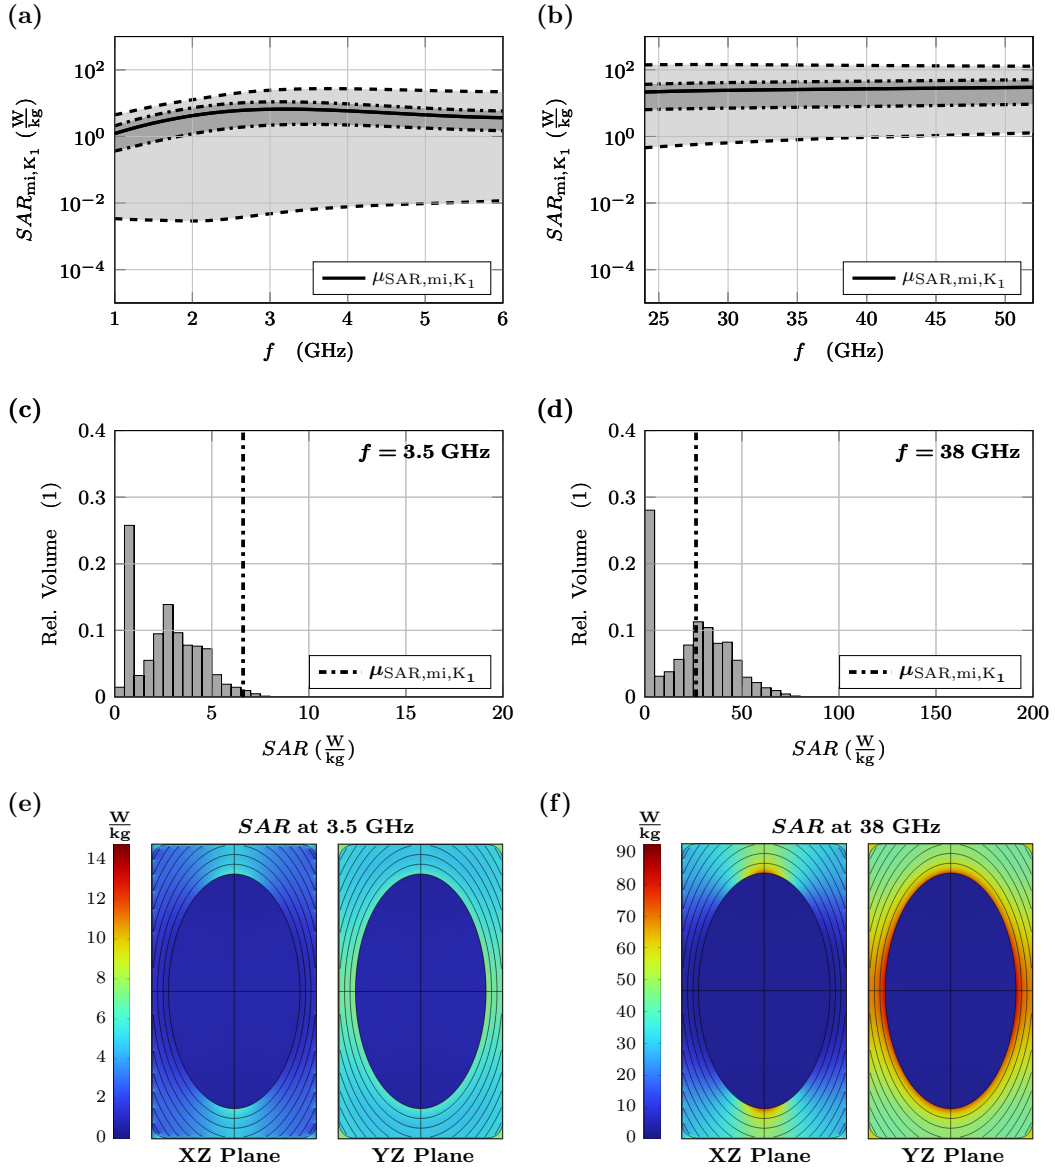 (a)
(b)
SAR_mi,K_1 (W/kg)
10^2
10^0
10^−2
10^−4
μ_SAR,mi,K_1
1 2 3 4 5 6
f (GHz)
SAR_mi,K_1 (W/kg)
10^2
10^0
10^−2
10^−4
μ_SAR,mi,K_1
25 30 35 40 45 50
f (GHz)
(c)
(d)
Rel. Volume (1)
0.4
0.3
0.2
0.1
0
f = 3.5 GHz
μ_SAR,mi,K_1
0 5 10 15 20
SAR (W/kg)
Rel. Volume (1)
0.4
0.3
0.2
0.1
0
f = 38 GHz
μ_SAR,mi,K_1
0 50 100 150 200
SAR (W/kg)
(e)
(f)
W/kg
SAR at 3.5 GHz
14
12
10
8
6
4
2
0
XZ Plane YZ Plane
W/kg
SAR at 38 GHz
90
80
70
60
50
40
30
20
10
0
XZ Plane YZ Plane